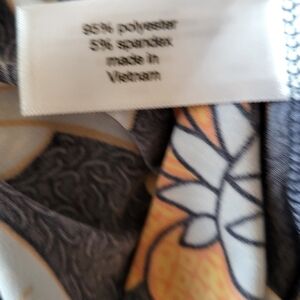 95% polyester
5% spandex
made in
Vietnam